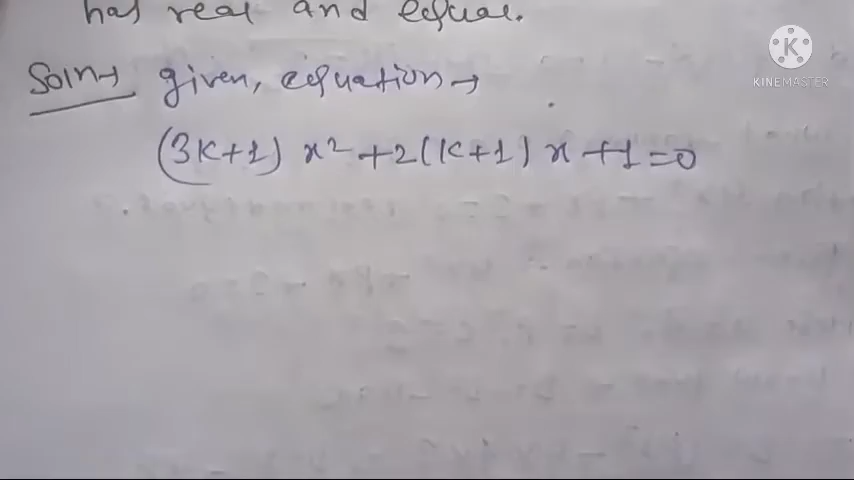 has real and equal.
Soln→ given, equation→
(3k+1) x² +2(k+1) x +1=0
K
KINEMASTER